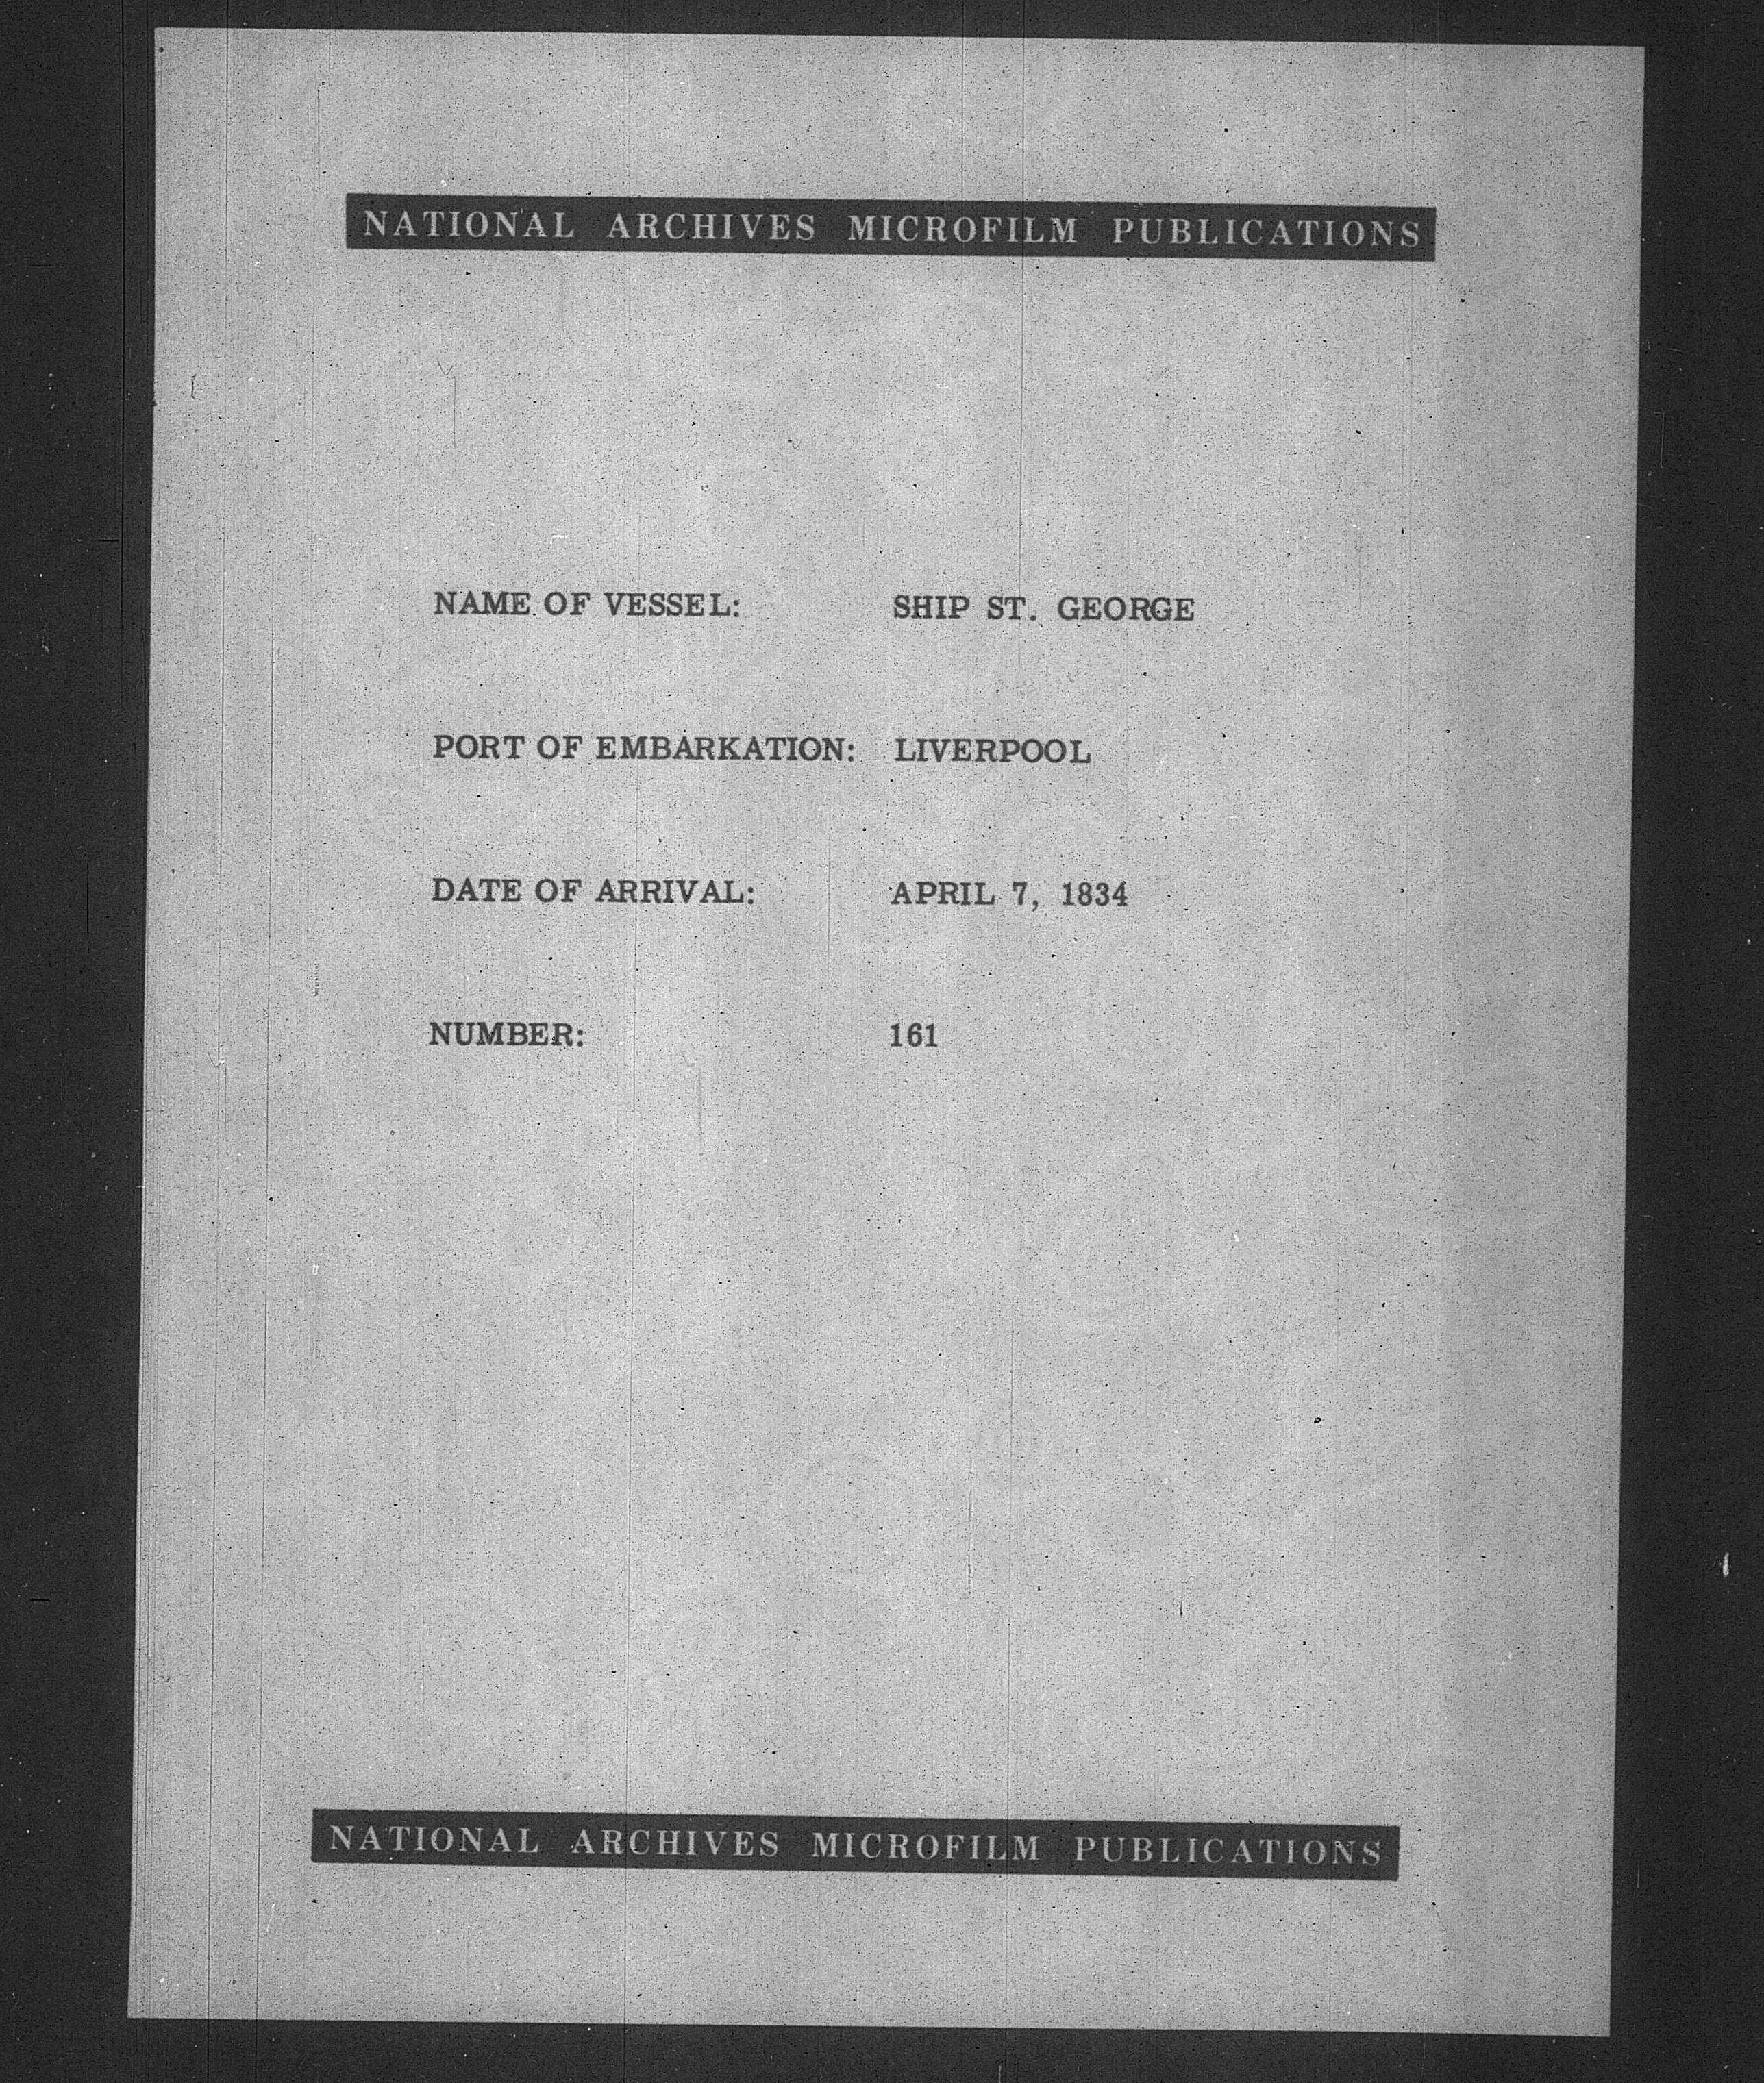 NATIONAL ARCHIVES MICROFILM PUBLICATIONS
NAME OF VESSEL: SHIP ST. GEORGE
PORT OF EMBARKATION: LIVERPOOL
DATE OF ARRIVAL: APRIL 7, 1834
NUMBER: 161
NATIONAL ARCHIVES MICROFILM PUBLICATIONS